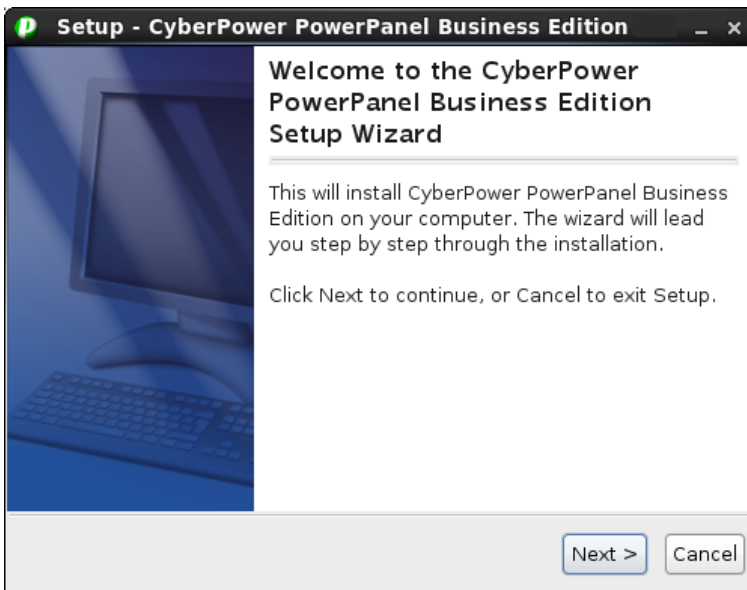 Setup - CyberPower PowerPanel Business Edition
Welcome to the CyberPower
PowerPanel Business Edition
Setup Wizard
This will install CyberPower PowerPanel Business
Edition on your computer. The wizard will lead
you step by step through the installation.
Click Next to continue, or Cancel to exit Setup.
Next >
Cancel